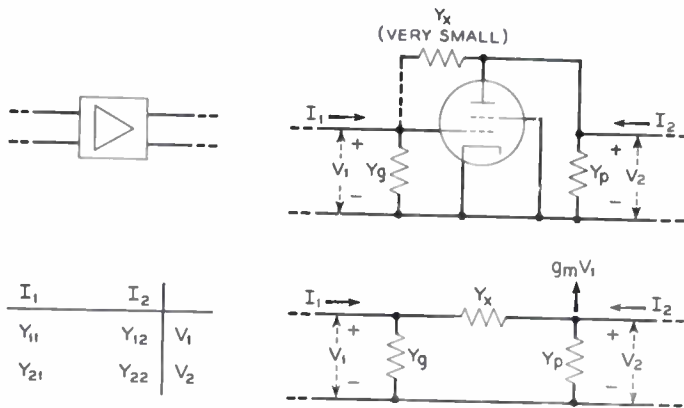 Yx
(VERY SMALL)
I1
I2
+
+
V1
Yg
Yp
V2
−
−
gmV1
I1 I2
Y11 Y12 V1
Y21 Y22 V2
I1
Yx
I2
+
+
V1
Yg
Yp
V2
−
−